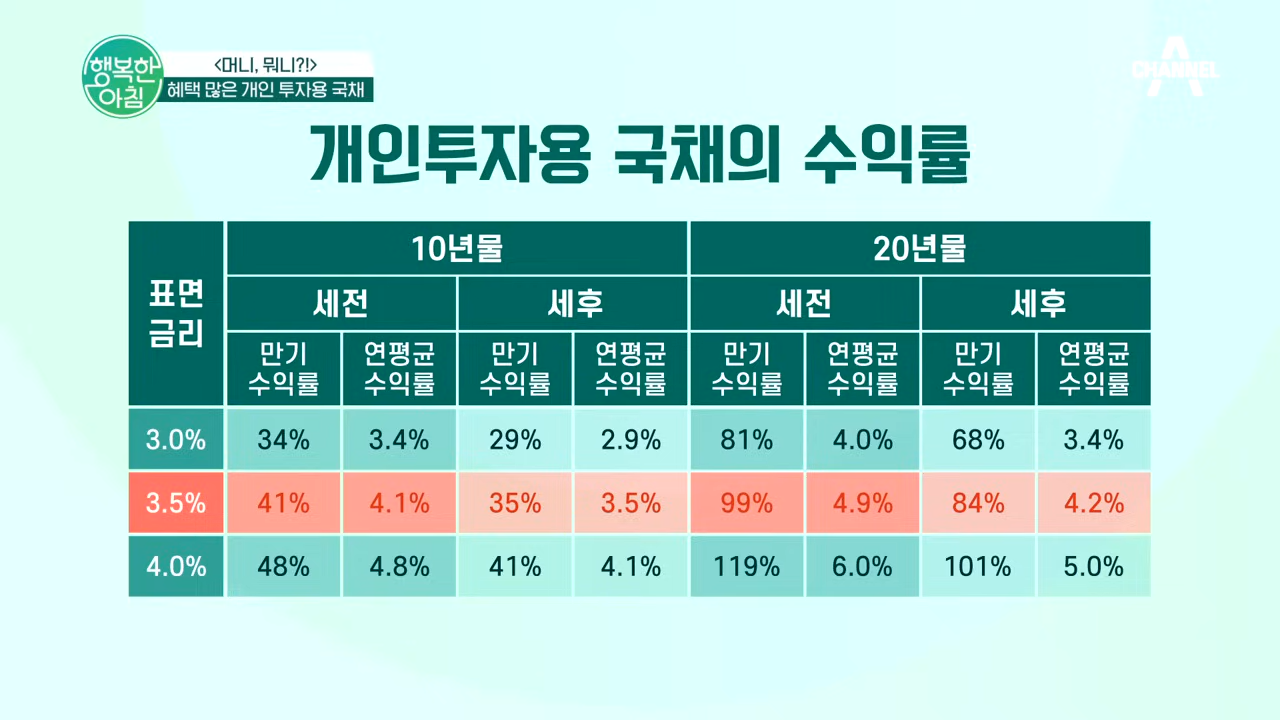 행복한
아침
<머니, 뭐니?!>
혜택 많은 개인 투자용 국채
CHANNEL A
개인투자용 국채의 수익률
표면
금리
10년물 20년물
세전 세후 세전 세후
만기 연평균 만기 연평균 만기 연평균 만기 연평균
수익률 수익률 수익률 수익률 수익률 수익률 수익률 수익률
3.0% 34% 3.4% 29% 2.9% 81% 4.0% 68% 3.4%
3.5% 41% 4.1% 35% 3.5% 99% 4.9% 84% 4.2%
4.0% 48% 4.8% 41% 4.1% 119% 6.0% 101% 5.0%